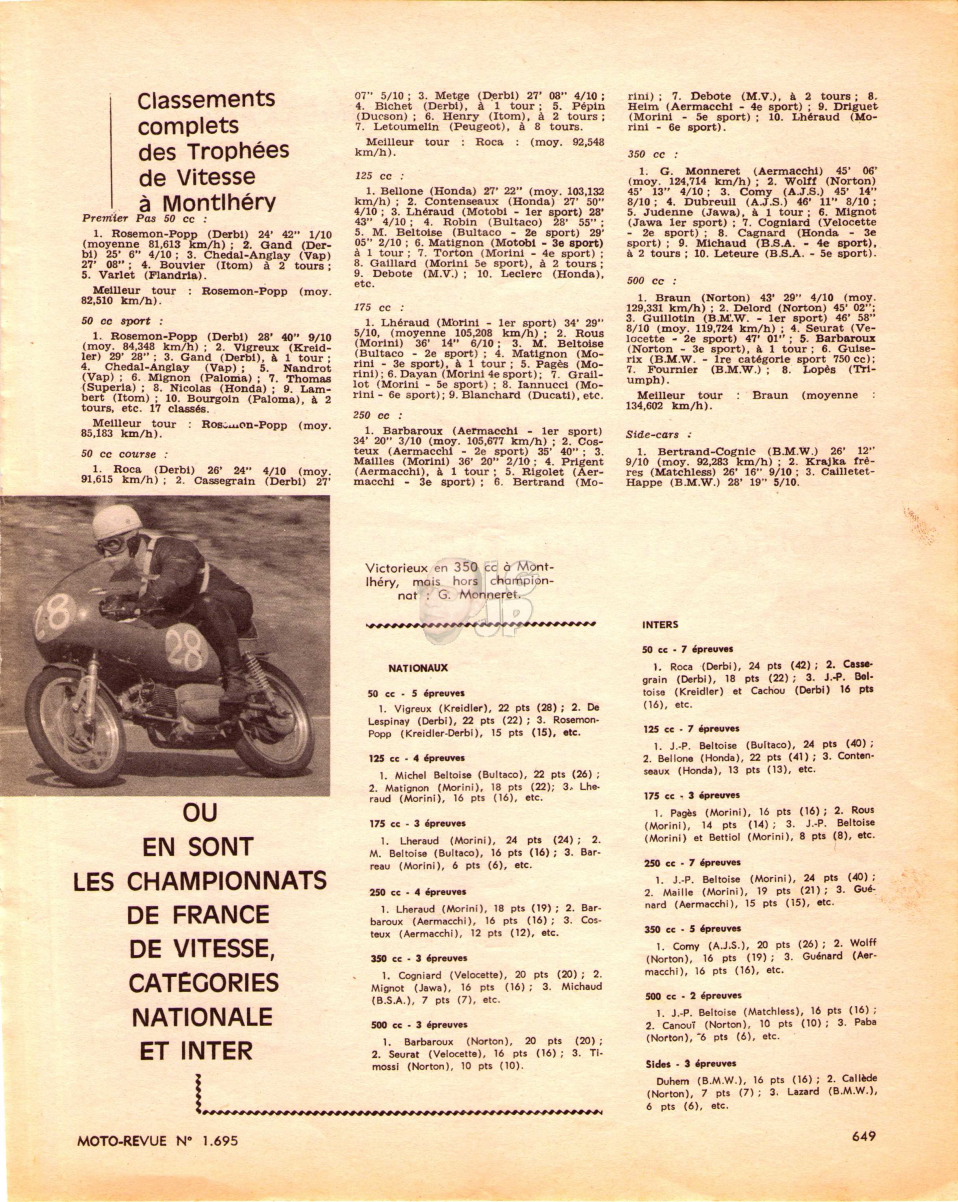 Classements
complets
des Trophées
de Vitesse
à Montlhéry
Premier Pas 50 cc :
1. Rosemon-Popp (Derbi) 24' 42'' 1/10
(moyenne 81,613 km/h) ; 2. Gand (Der-
bi) 25' 6'' 4/10 ; 3. Chedal-Anglay (Vap)
27' 08'' ; 4. Bouvier (Itom) à 2 tours ;
5. Varlet (Flandria).
Meilleur tour : Rosemon-Popp (moy.
82,510 km/h).
50 cc sport :
1. Rosemon-Popp (Derbi) 28' 40'' 9/10
(moy. 84,348 km/h) ; 2. Vigreux (Kreid-
ler) 29' 28'' ; 3. Gand (Derbi), à 1 tour ;
4. Chedal-Anglay (Vap) ; 5. Nandrot
(Vap) ; 6. Mignon (Paloma) ; 7. Thomas
(Superia) ; 8. Nicolas (Honda) ; 9. Lam-
bert (Itom) ; 10. Bourgoin (Paloma), à 2
tours, etc. 17 classés.
Meilleur tour : Rosemon-Popp (moy.
85,183 km/h).
50 cc course :
1. Roca (Derbi) 26' 24'' 4/10 (moy.
91,615 km/h) ; 2. Cassegrain (Derbi) 27'
07'' 5/10 ; 3. Metge (Derbi) 27' 08'' 4/10 ;
4. Bichet (Derbi), à 1 tour ; 5. Pépin
(Ducson) ; 6. Henry (Itom), à 2 tours ;
7. Letoumelin (Peugeot), à 8 tours.
Meilleur tour : Roca : (moy. 92,548
km/h).
125 cc :
1. Bellone (Honda) 27' 22'' (moy. 103,132
km/h) ; 2. Contenseaux (Honda) 27' 50''
4/10 ; 3. Lhéraud (Motobi - 1er sport) 28'
43'' 4/10 ; 4. Robin (Bultaco) 28' 55'' ;
5. M. Beltoise (Bultaco - 2e sport) 29'
05'' 2/10 ; 6. Matignon (Motobi - 3e sport)
à 1 tour ; 7. Torton (Morini - 4e sport) ;
8. Gaillard (Morini 5e sport), à 2 tours ;
9. Debote (M.V.) ; 10. Leclerc (Honda),
etc.
175 cc :
1. Lhéraud (Morini - 1er sport) 34' 29''
5/10, (moyenne 105,208 km/h) ; 2. Rous
(Morini) 36' 14'' 6/10 ; 3. M. Beltoise
(Bultaco - 2e sport) ; 4. Matignon (Mo-
rini - 3e sport), à 1 tour ; 5. Pagès (Mo-
rini) ; 6. Dayan (Morini 4e sport) ; 7. Grail-
lot (Morini - 5e sport) ; 8. Iannucci (Mo-
rini - 6e sport) ; 9. Blanchard (Ducati), etc.
250 cc :
1. Barbaroux (Aermacchi - 1er sport)
34' 20'' 3/10 (moy. 105,677 km/h) ; 2. Cos-
teux (Aermacchi - 2e sport) 35' 40'' ; 3.
Mailles (Morini) 36' 20'' 2/10 ; 4. Prigent
(Aermacchi), à 1 tour ; 5. Rigolet (Aer-
macchi - 3e sport) ; 6. Bertrand (Mo-
rini) ; 7. Debote (M.V.), à 2 tours ; 8.
Heim (Aermacchi - 4e sport) ; 9. Driguet
(Morini - 5e sport) ; 10. Lhéraud (Mo-
rini - 6e sport).
350 cc :
1. G. Monneret (Aermacchi) 45' 06'
(moy. 124,714 km/h) ; 2. Wolff (Norton)
45' 13'' 4/10 ; 3. Comy (A.J.S.) 45' 14''
8/10 ; 4. Dubreuil (A.J.S.) 46' 11'' 8/10 ;
5. Judenne (Jawa), à 1 tour ; 6. Mignot
(Jawa 1er sport) ; 7. Cogniard (Velocette
- 2e sport) ; 8. Cagnard (Honda - 3e
sport) ; 9. Michaud (B.S.A. - 4e sport),
à 2 tours ; 10. Leteure (B.S.A. - 5e sport).
500 cc :
1. Braun (Norton) 43' 29'' 4/10 (moy.
129,331 km/h) ; 2. Delord (Norton) 45' 02'' ;
3. Guillotin (B.M.W. - 1er sport) 46' 58''
8/10 (moy. 119,724 km/h) ; 4. Seurat (Ve-
locette - 2e sport) 47' 01'' ; 5. Barbaroux
(Norton - 3e sport), à 1 tour ; 6. Guise-
rix (B.M.W. - 1re catégorie sport 750 cc) ;
7. Fournier (B.M.W.) ; 8. Lopês (Tri-
umph).
Meilleur tour : Braun (moyenne :
134,602 km/h).
Side-cars :
1. Bertrand-Cognic (B.M.W.) 26' 12''
9/10 (moy. 92,283 km/h) ; 2. Krajka frê-
res (Matchless) 26' 16'' 9/10 ; 3. Cailletet-
Happe (B.M.W.) 28' 19'' 5/10.
28
28
Victorieux en 350 cc à Mont-
lhéry, mais hors champion-
nat : G. Monneret.
OU
EN SONT
LES CHAMPIONNATS
DE FRANCE
DE VITESSE,
CATÉGORIES
NATIONALE
ET INTER
NATIONAUX
50 cc - 5 épreuves
1. Vigreux (Kreidler), 22 pts (28) ; 2. De
Lespinay (Derbi), 22 pts (22) ; 3. Rosemon-
Popp (Kreidler-Derbi), 15 pts (15), etc.
125 cc - 4 épreuves
1. Michel Beltoise (Bultaco), 22 pts (26) ;
2. Matignon (Morini), 18 pts (22) ; 3. Lhe-
raud (Morini), 16 pts (16), etc.
175 cc - 3 épreuves
1. Lheraud (Morini), 24 pts (24) ; 2.
M. Beltoise (Bultaco), 16 pts (16) ; 3. Bar-
reau (Morini), 6 pts (6), etc.
250 cc - 4 épreuves
1. Lheraud (Morini), 18 pts (19) ; 2. Bar-
baroux (Aermacchi), 16 pts (16) ; 3. Cos-
teux (Aermacchi), 12 pts (12), etc.
350 cc - 3 épreuves
1. Cogniard (Velocette), 20 pts (20) ; 2.
Mignot (Jawa), 16 pts (16) ; 3. Michaud
(B.S.A.), 7 pts (7), etc.
500 cc - 3 épreuves
1. Barbaroux (Norton), 20 pts (20) ;
2. Seurat (Velocette), 16 pts (16) ; 3. Ti-
mossi (Norton), 10 pts (10).
INTERS
50 cc - 7 épreuves
1. Roca (Derbi), 24 pts (42) ; 2. Casse-
grain (Derbi), 18 pts (22) ; 3. J.-P. Bel-
toise (Kreidler) et Cachou (Derbi) 16 pts
(16), etc.
125 cc - 7 épreuves
1. J.-P. Beltoise (Bultaco), 24 pts (40) ;
2. Bellone (Honda), 22 pts (41) ; 3. Conten-
seaux (Honda), 13 pts (13), etc.
175 cc - 3 épreuves
1. Pagès (Morini), 16 pts (16) ; 2. Rous
(Morini), 14 pts (14) ; 3. J.-P. Beltoise
(Morini) et Bettiol (Morini), 8 pts (8), etc.
250 cc - 7 épreuves
1. J.-P. Beltoise (Morini), 24 pts (40) ;
2. Maille (Morini), 19 pts (21) ; 3. Gué-
nard (Aermacchi), 15 pts (15), etc.
350 cc - 5 épreuves
1. Comy (A.J.S.), 20 pts (26) ; 2. Wolff
(Norton), 16 pts (19) ; 3. Guénard (Aer-
macchi), 16 pts (16), etc.
500 cc - 2 épreuves
1. J.-P. Beltoise (Matchless), 16 pts (16) ;
2. Canouï (Norton), 10 pts (10) ; 3. Paba
(Norton), 6 pts (6), etc.
Sides - 3 épreuves
Duhem (B.M.W.), 16 pts (16) ; 2. Callède
(Norton), 7 pts (7) ; 3. Lazard (B.M.W.),
6 pts (6), etc.
MOTO-REVUE N° 1.695
649